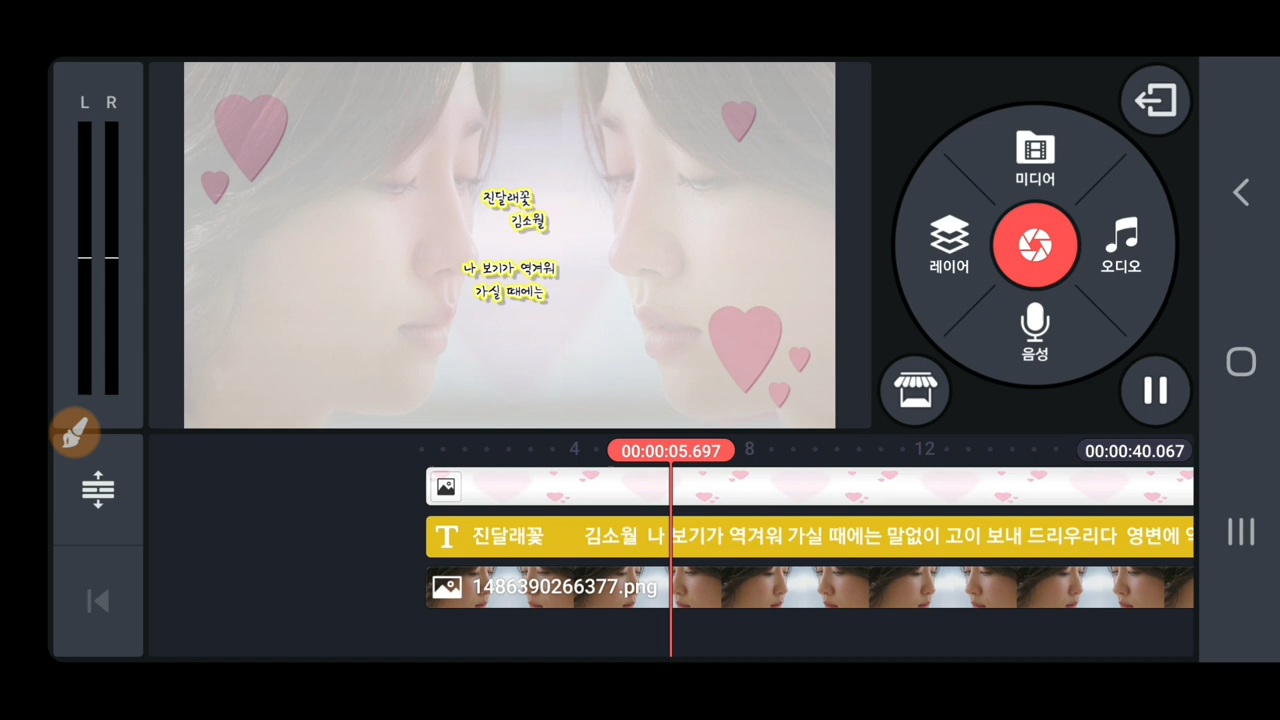 L R
진달래꽃
김소월
나 보기가 역겨워
가실 때에는
미디어
레이어
오디오
음성
4
00:00:05.697
8
12
00:00:40.067
T 진달래꽃 김소월 나 보기가 역겨워 가실 때에는 말없이 고이 보내 드리우리다 영변에
1486390266377.png